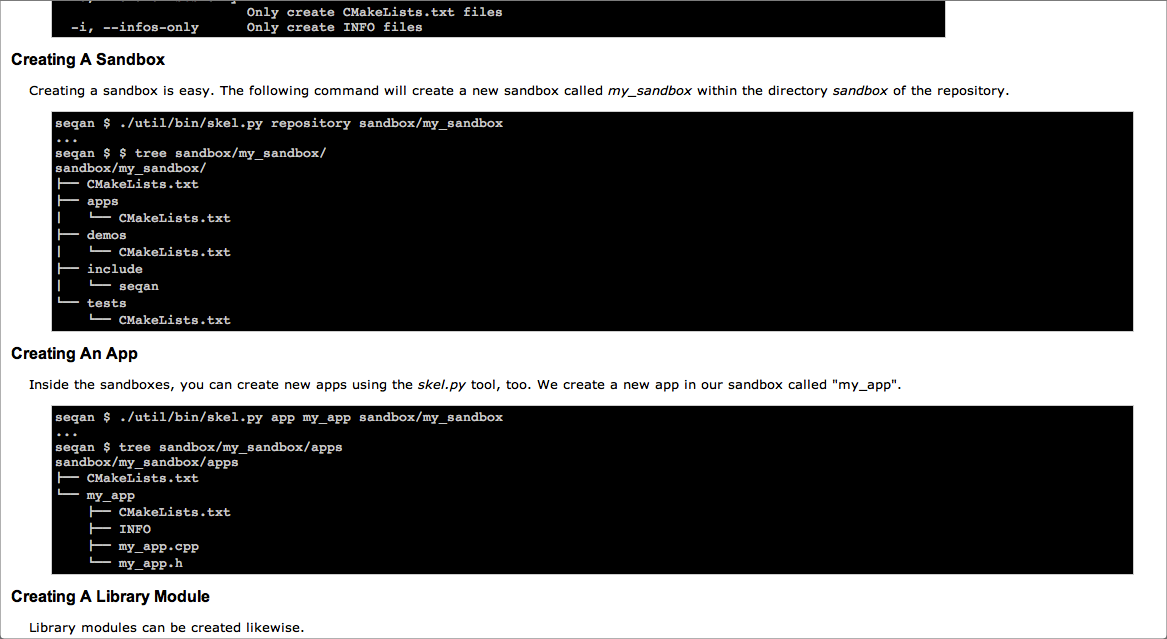 Only create CMakeLists.txt files
-i, --infos-only      Only create INFO files
Creating A Sandbox
Creating a sandbox is easy. The following command will create a new sandbox called my_sandbox within the directory sandbox of the repository.
seqan $ ./util/bin/skel.py repository sandbox/my_sandbox
...
seqan $ $ tree sandbox/my_sandbox/
sandbox/my_sandbox/
├── CMakeLists.txt
├── apps
│   └── CMakeLists.txt
├── demos
│   └── CMakeLists.txt
├── include
│   └── seqan
└── tests
    └── CMakeLists.txt
Creating An App
Inside the sandboxes, you can create new apps using the skel.py tool, too. We create a new app in our sandbox called "my_app".
seqan $ ./util/bin/skel.py app my_app sandbox/my_sandbox
...
seqan $ tree sandbox/my_sandbox/apps
sandbox/my_sandbox/apps
├── CMakeLists.txt
└── my_app
    ├── CMakeLists.txt
    ├── INFO
    ├── my_app.cpp
    └── my_app.h
Creating A Library Module
Library modules can be created likewise.